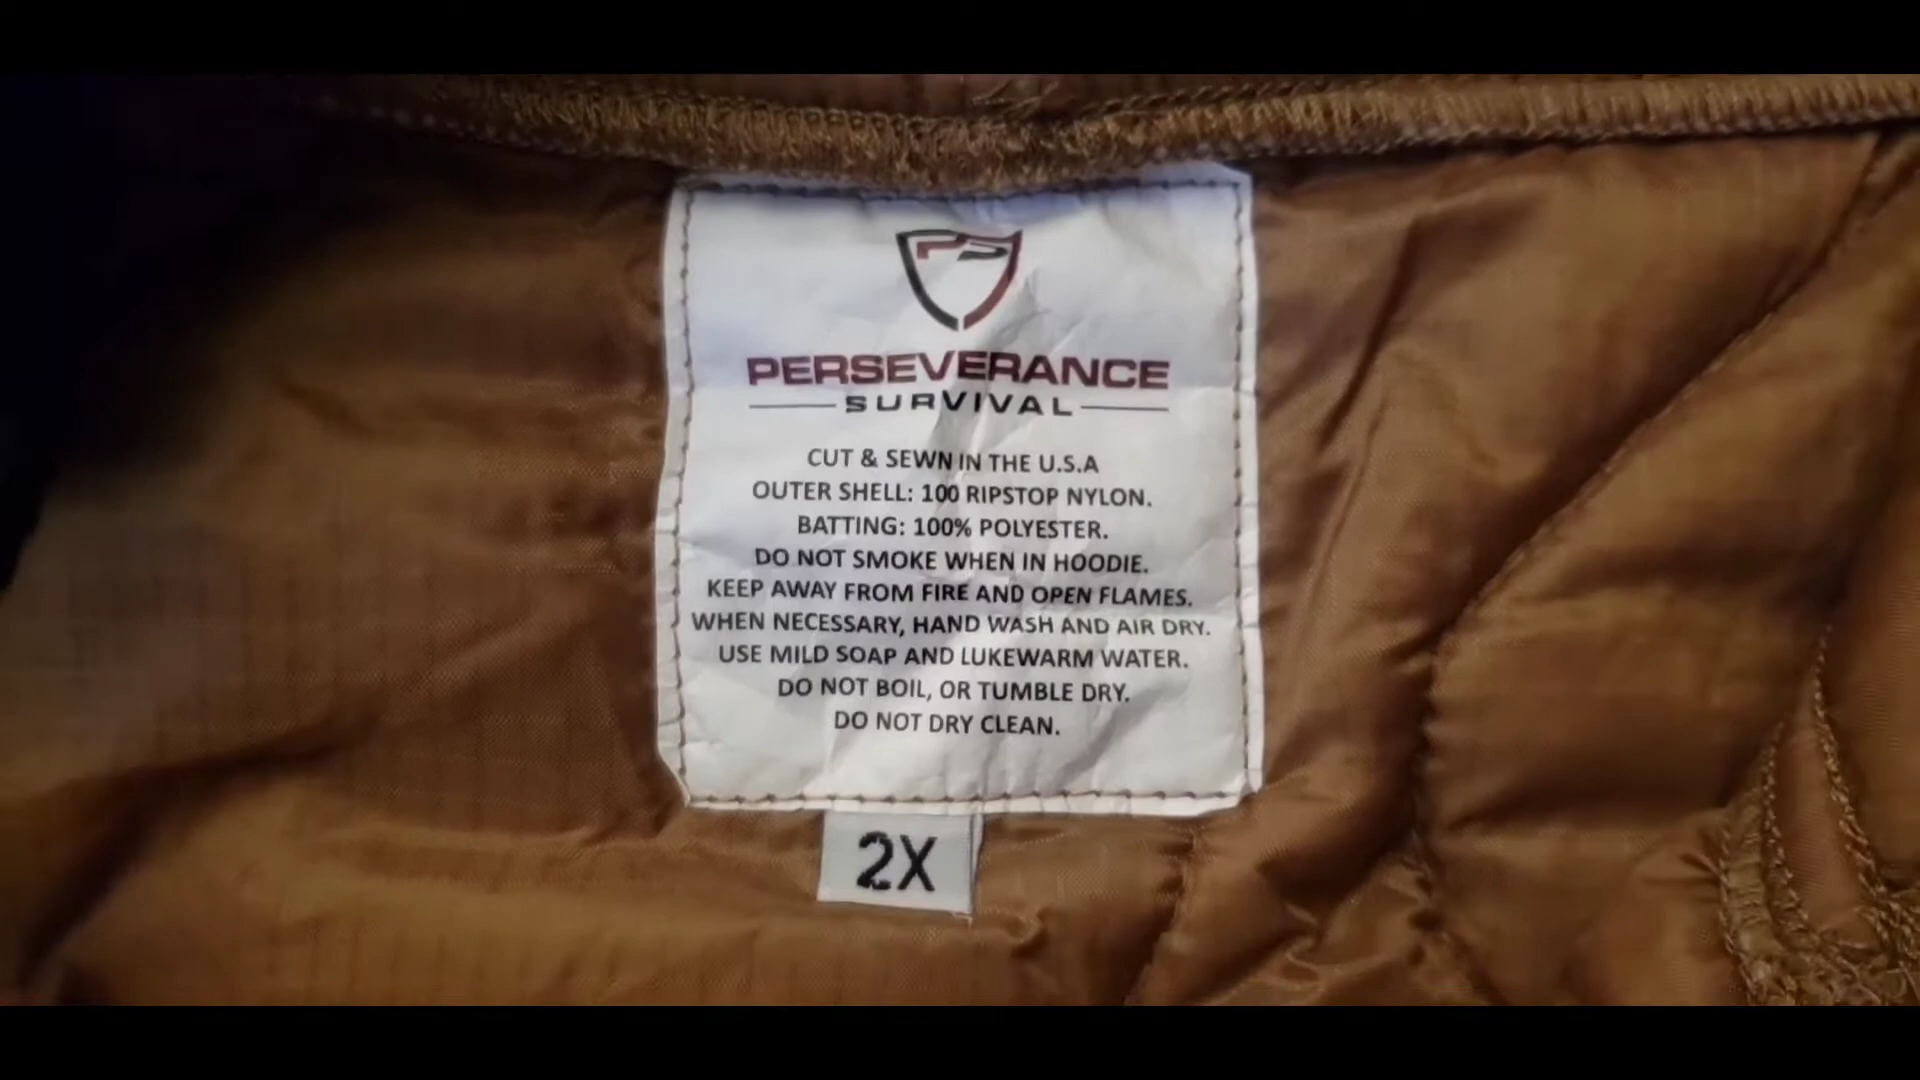 PS
PERSEVERANCE
SURVIVAL
CUT & SEWN IN THE U.S.A
OUTER SHELL: 100 RIPSTOP NYLON.
BATTING: 100% POLYESTER.
DO NOT SMOKE WHEN IN HOODIE.
KEEP AWAY FROM FIRE AND OPEN FLAMES.
WHEN NECESSARY, HAND WASH AND AIR DRY.
USE MILD SOAP AND LUKEWARM WATER.
DO NOT BOIL, OR TUMBLE DRY.
DO NOT DRY CLEAN.
2X